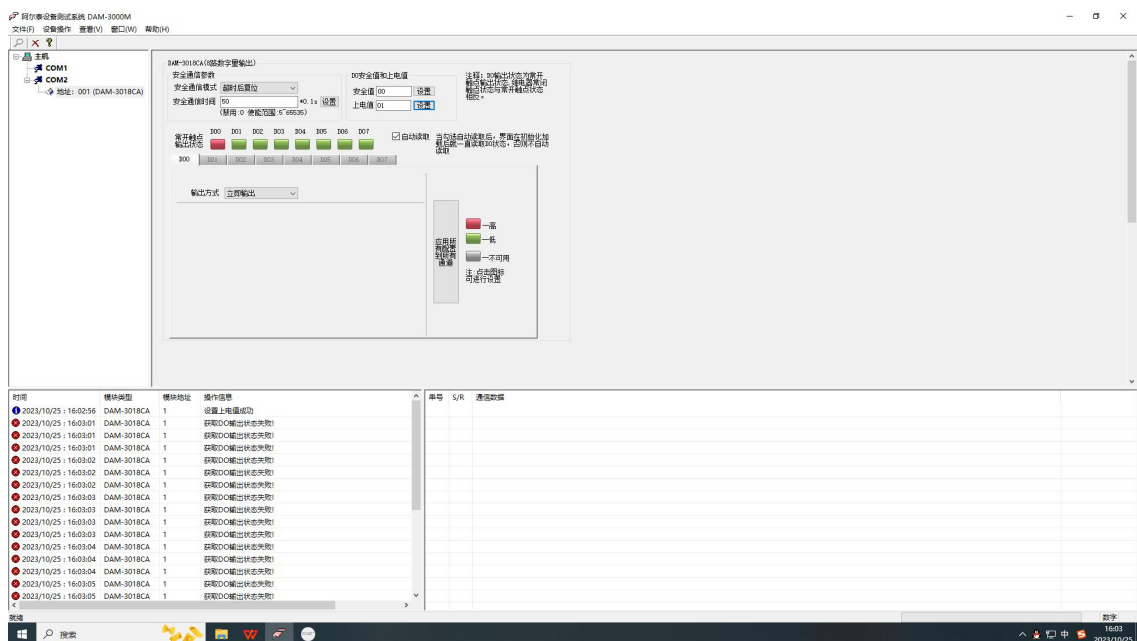 阿尔泰设备测试系统 DAM-3000M
文件(F) 设备操作 查看(V) 窗口(W) 帮助(H)
主机
COM1
COM2
地址：001 (DAM-3018CA)
DAM-3018CA(8路数字量输出)
安全通信参数
安全通信模式 超时后复位
安全通信时间 50 *0.1s 设置
(禁用:0 使能范围:5~65535)
DO安全值和上电值
安全值 00 设置
上电值 01 设置
注释：DO输出状态为常开
触点输出状态,继电器常闭
触点状态与常开触点状态
相反。
常开触点
输出状态
DO0 DO1 DO2 DO3 DO4 DO5 DO6 DO7
自动读取
当勾选自动读取后，界面在初始化加
载后就一直读取DO状态，否则不自动
读取
DO0 DO1 DO2 DO3 DO4 DO5 DO6 DO7
输出方式 立即输出
应用所
有配置
到所有
通道
—高
—低
—不可用
注:点击图标
可进行设置
时间 模块类型 模块地址 操作信息
2023/10/25 : 16:02:56 DAM-3018CA 1 设置上电值成功
2023/10/25 : 16:03:01 DAM-3018CA 1 获取DO输出状态失败!
2023/10/25 : 16:03:01 DAM-3018CA 1 获取DO输出状态失败!
2023/10/25 : 16:03:01 DAM-3018CA 1 获取DO输出状态失败!
2023/10/25 : 16:03:02 DAM-3018CA 1 获取DO输出状态失败!
2023/10/25 : 16:03:02 DAM-3018CA 1 获取DO输出状态失败!
2023/10/25 : 16:03:02 DAM-3018CA 1 获取DO输出状态失败!
2023/10/25 : 16:03:03 DAM-3018CA 1 获取DO输出状态失败!
2023/10/25 : 16:03:03 DAM-3018CA 1 获取DO输出状态失败!
2023/10/25 : 16:03:03 DAM-3018CA 1 获取DO输出状态失败!
2023/10/25 : 16:03:03 DAM-3018CA 1 获取DO输出状态失败!
2023/10/25 : 16:03:04 DAM-3018CA 1 获取DO输出状态失败!
2023/10/25 : 16:03:04 DAM-3018CA 1 获取DO输出状态失败!
2023/10/25 : 16:03:04 DAM-3018CA 1 获取DO输出状态失败!
2023/10/25 : 16:03:05 DAM-3018CA 1 获取DO输出状态失败!
2023/10/25 : 16:03:05 DAM-3018CA 1 获取DO输出状态失败!
串号 S/R 通信数据
就绪
数字
搜索
中
16:03
2023/10/25